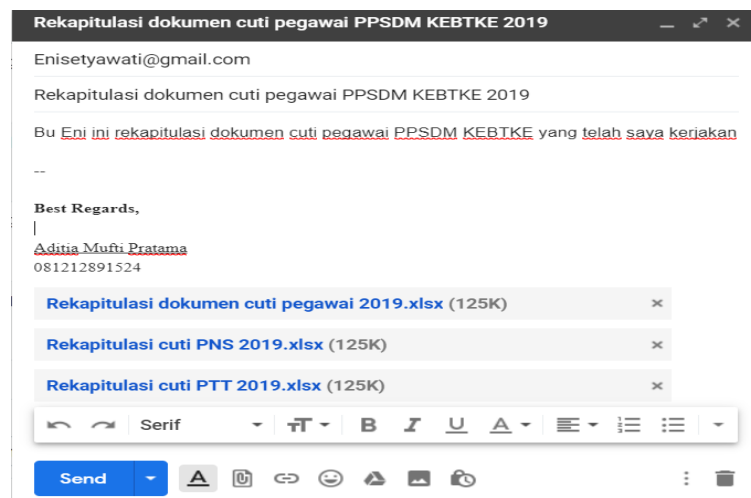 Rekapitulasi dokumen cuti pegawai PPSDM KEBTKE 2019
Enisetyawati@gmail.com
Rekapitulasi dokumen cuti pegawai PPSDM KEBTKE 2019
Bu Eni ini rekapitulasi dokumen cuti pegawai PPSDM KEBTKE yang telah saya kerjakan
--
Best Regards,
Aditia Mufti Pratama
081212891524
Rekapitulasi dokumen cuti pegawai 2019.xlsx (125K)
Rekapitulasi cuti PNS 2019.xlsx (125K)
Rekapitulasi cuti PTT 2019.xlsx (125K)
Serif
Send